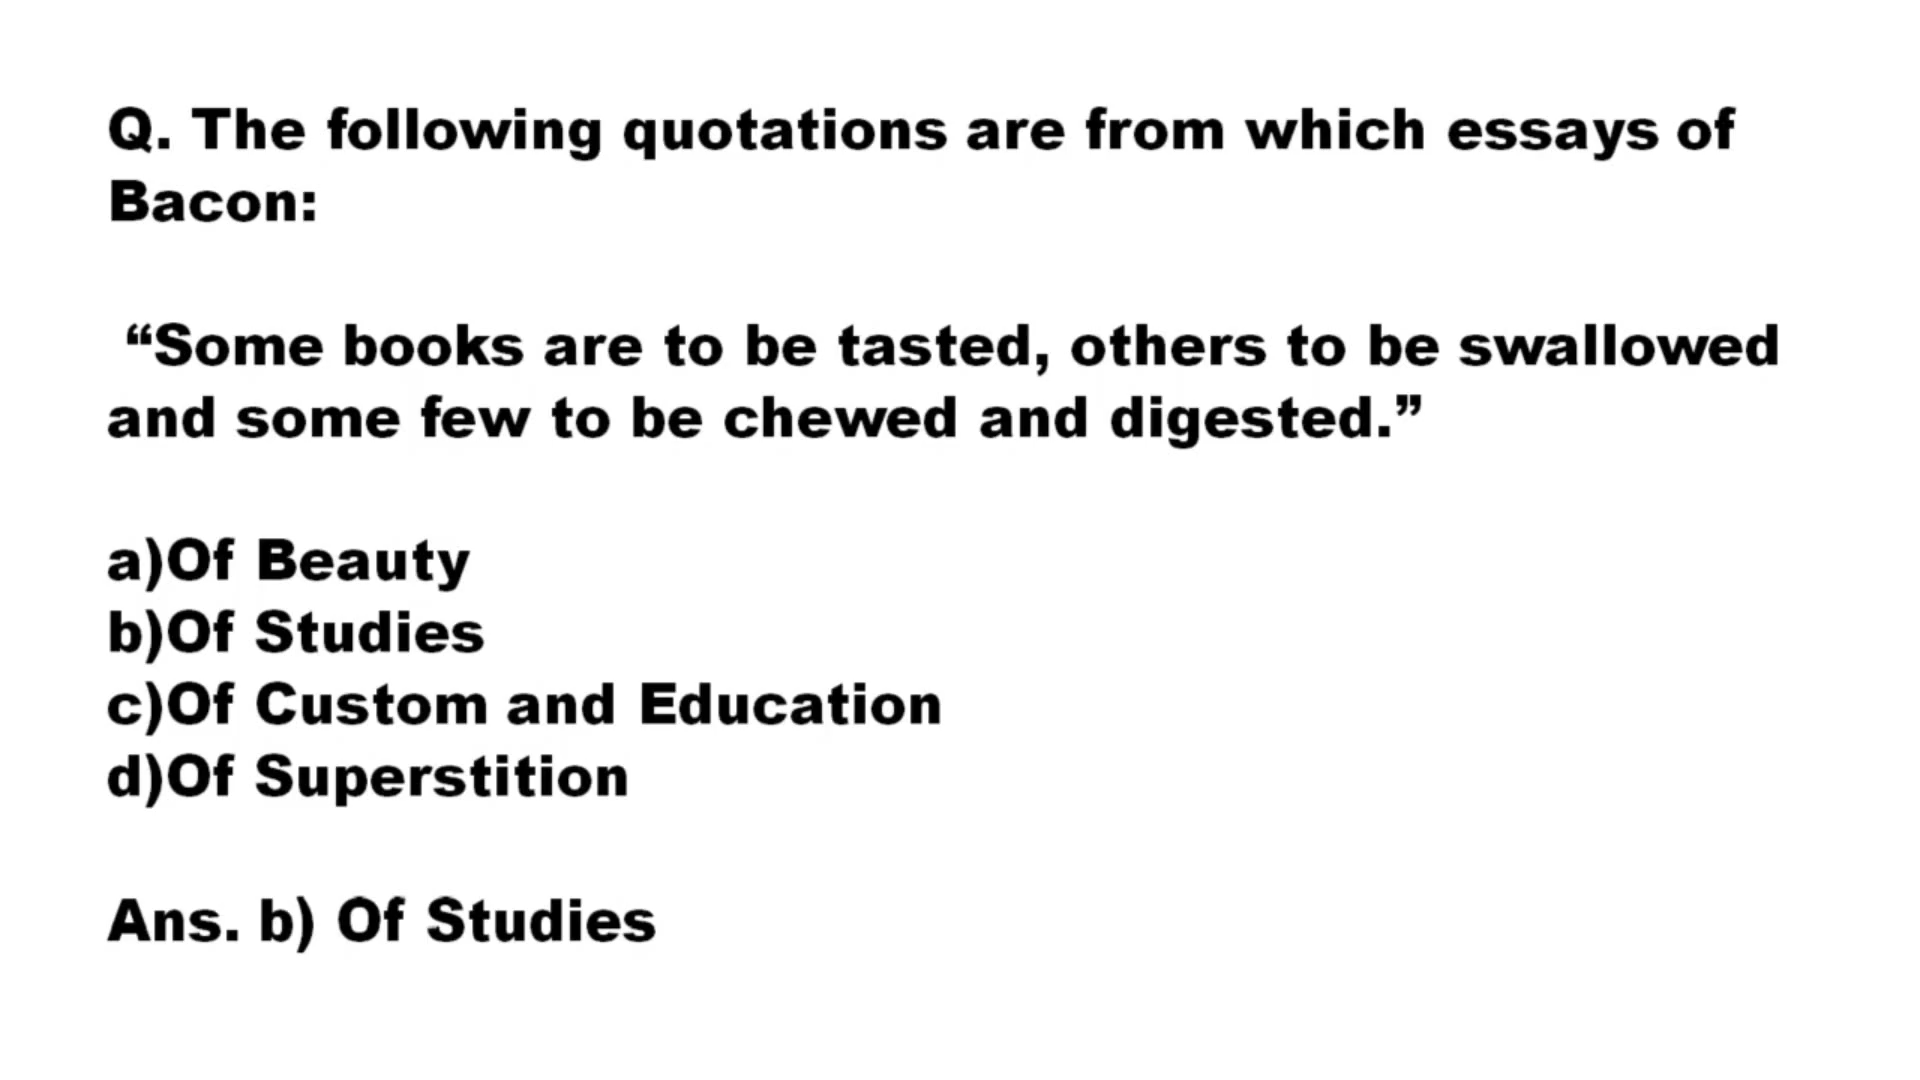 Q. The following quotations are from which essays of
Bacon:
“Some books are to be tasted, others to be swallowed
and some few to be chewed and digested.”
a)Of Beauty
b)Of Studies
c)Of Custom and Education
d)Of Superstition
Ans. b) Of Studies